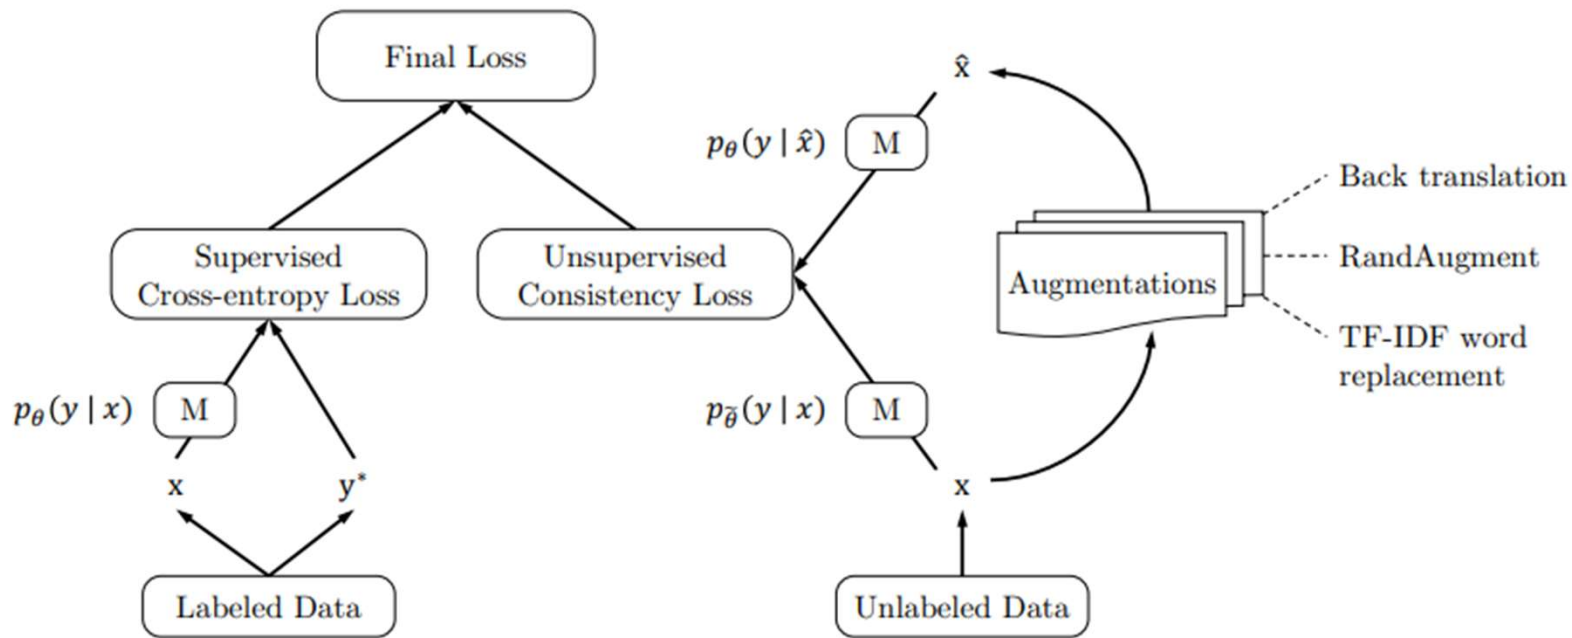 Final Loss
x̂
p_θ(y | x̂)
M
Back translation
RandAugment
TF-IDF word
replacement
Augmentations
Supervised
Cross-entropy Loss
Unsupervised
Consistency Loss
p_θ(y | x)
M
p_θ̃(y | x)
M
x
y*
x
Labeled Data
Unlabeled Data